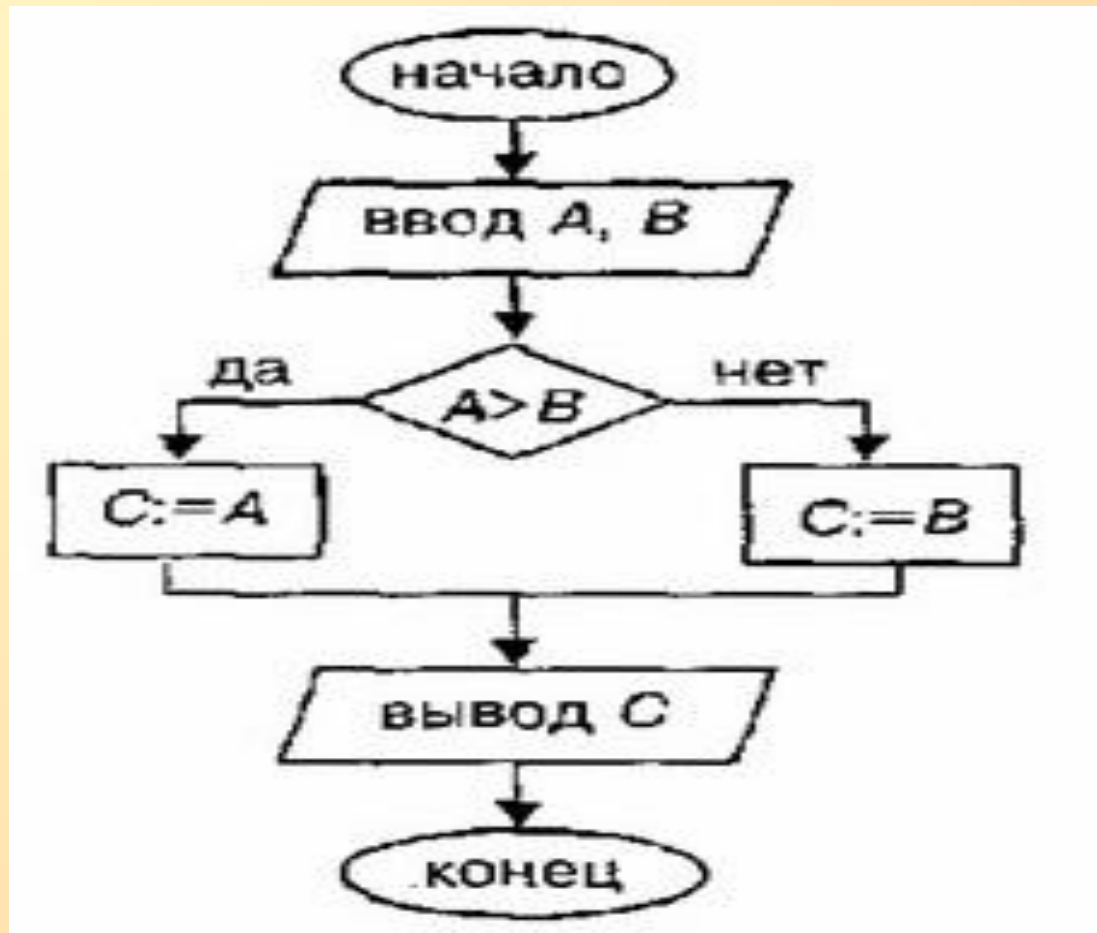 начало
ввод A, B
да
A>B
нет
C:=A
C:=B
вывод C
конец